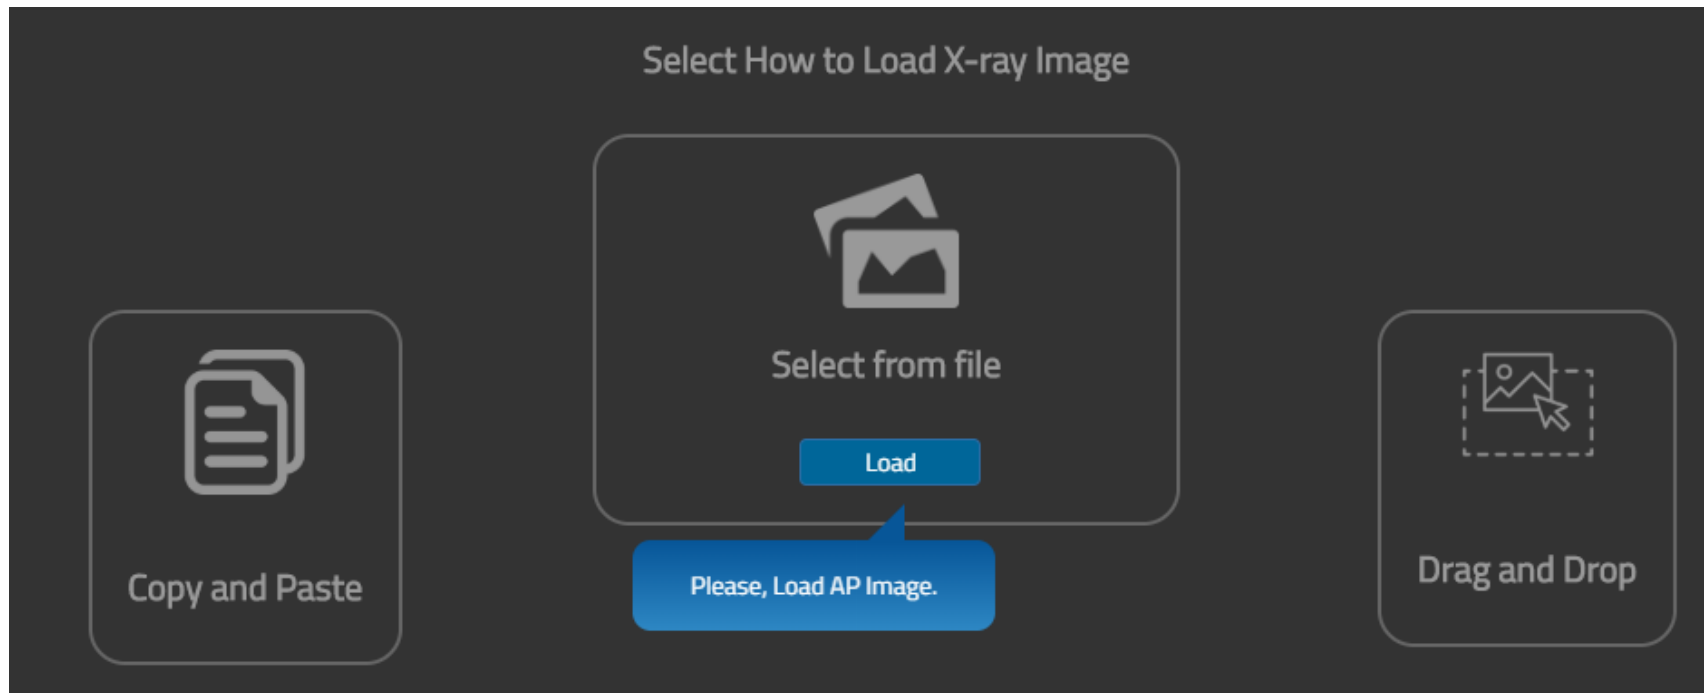 Select How to Load X-ray Image
Select from file
Load
Please, Load AP Image.
Copy and Paste
Drag and Drop